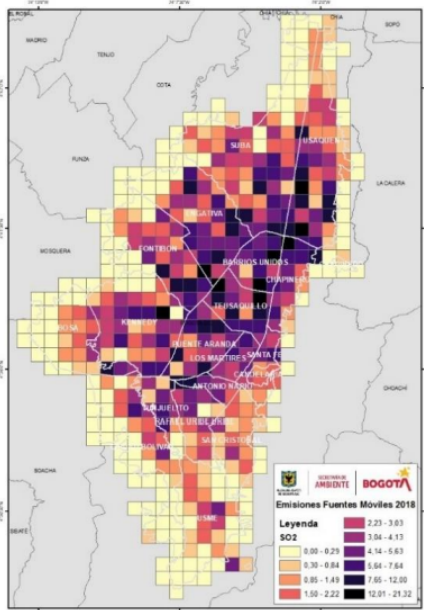 CHIA
SOPÓ
MADRID
TENJO
COTA
SUBA
USAQUEN
FUNZA
LA CALERA
ENGATIVA
MOSQUERA
FONTIBON
BARRIOS UNIDOS
CHAPINERO
TEUSAQUILLO
BOSA
KENNEDY
PUENTE ARANDA
LOS MARTIRES
SANTA FE
CANDELARIA
ANTONIO NARIÑO
CHOACHI
TUNJUELITO
RAFAEL URIBE URIBE
SAN CRISTOBAL
SOACHA
USME
SIBATÉ
SECRETARÍA DE
AMBIENTE
BOGOTÁ
Emisiones Fuentes Móviles 2018
Leyenda
SO2
0,00 - 0,29
0,30 - 0,84
0,85 - 1,49
1,50 - 2,22
2,23 - 3,03
3,04 - 4,13
4,14 - 5,63
5,64 - 7,64
7,65 - 12,00
12,01 - 21,32